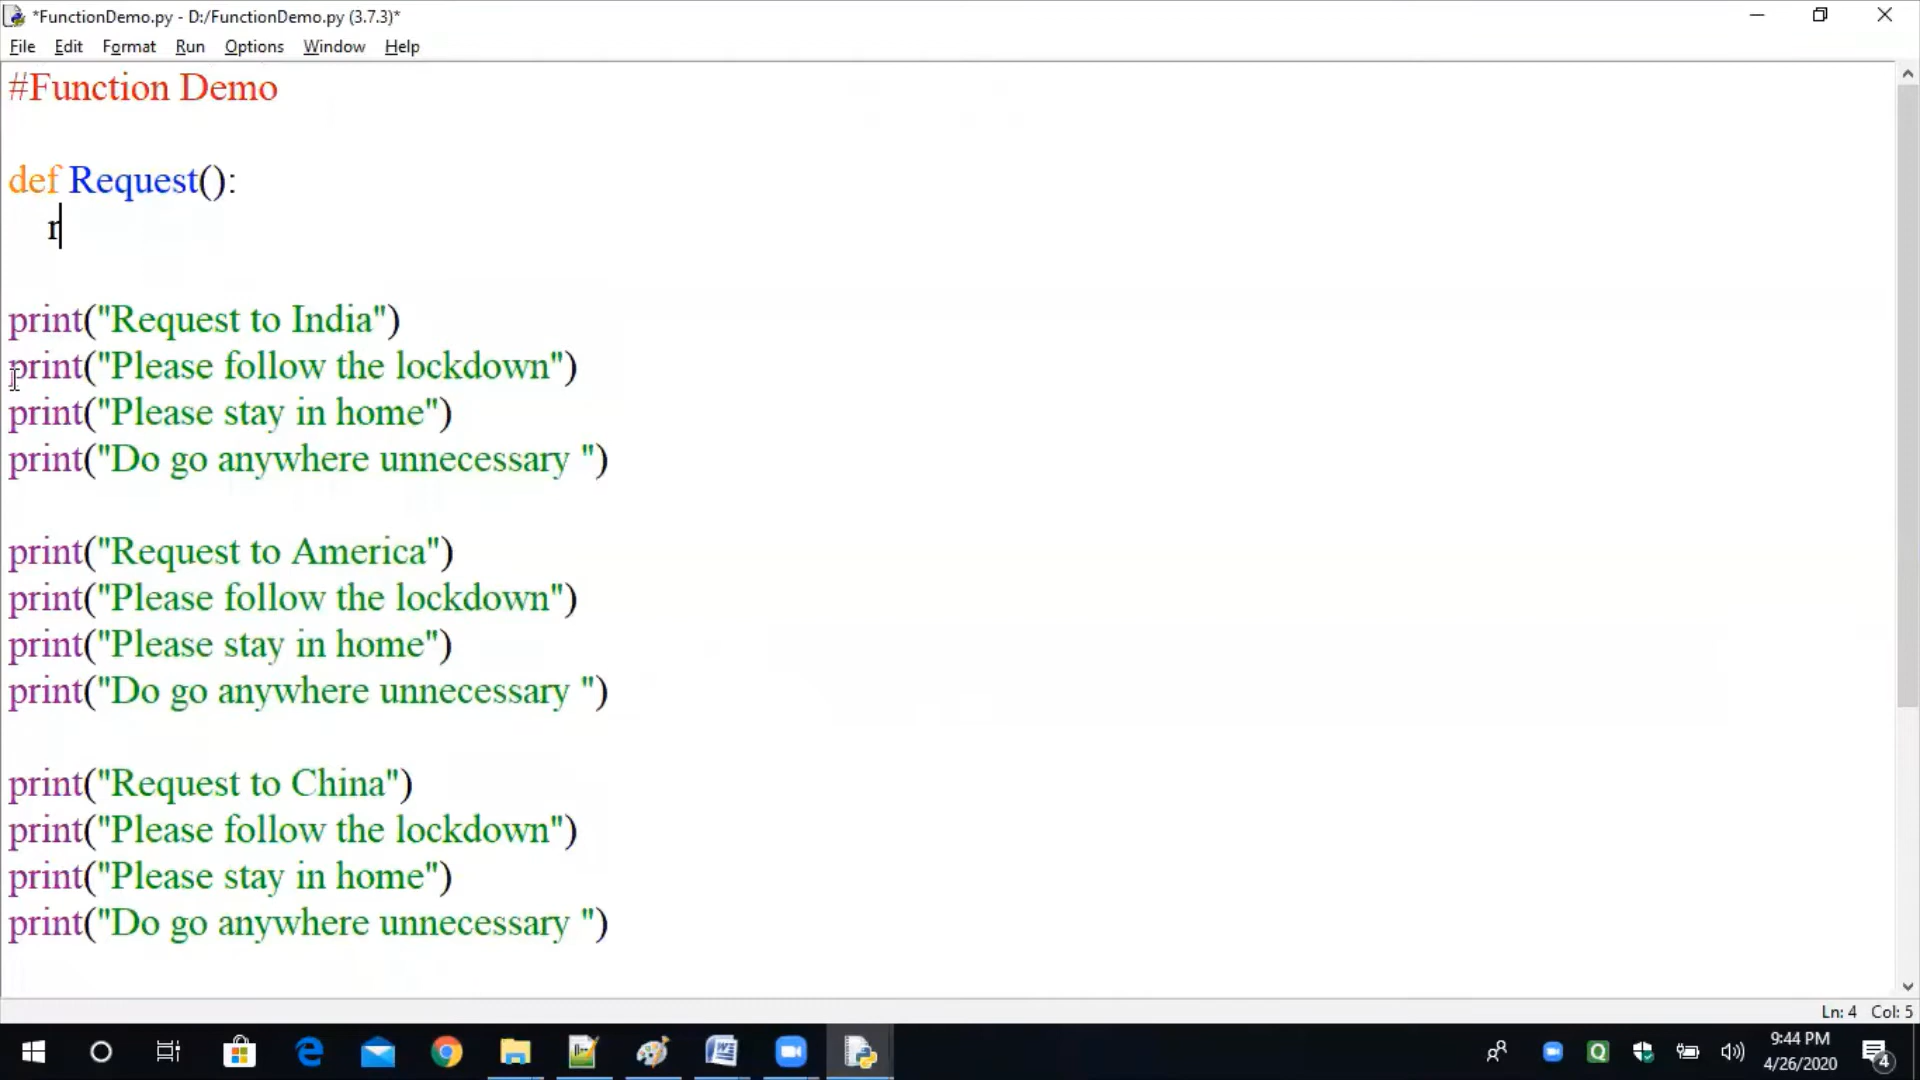 *FunctionDemo.py - D:/FunctionDemo.py (3.7.3)*
File Edit Format Run Options Window Help
#Function Demo
def Request():
r
print("Request to India")
print("Please follow the lockdown")
print("Please stay in home")
print("Do go anywhere unnecessary ")
print("Request to America")
print("Please follow the lockdown")
print("Please stay in home")
print("Do go anywhere unnecessary ")
print("Request to China")
print("Please follow the lockdown")
print("Please stay in home")
print("Do go anywhere unnecessary ")
Ln: 4 Col: 5
9:44 PM
4/26/2020
4